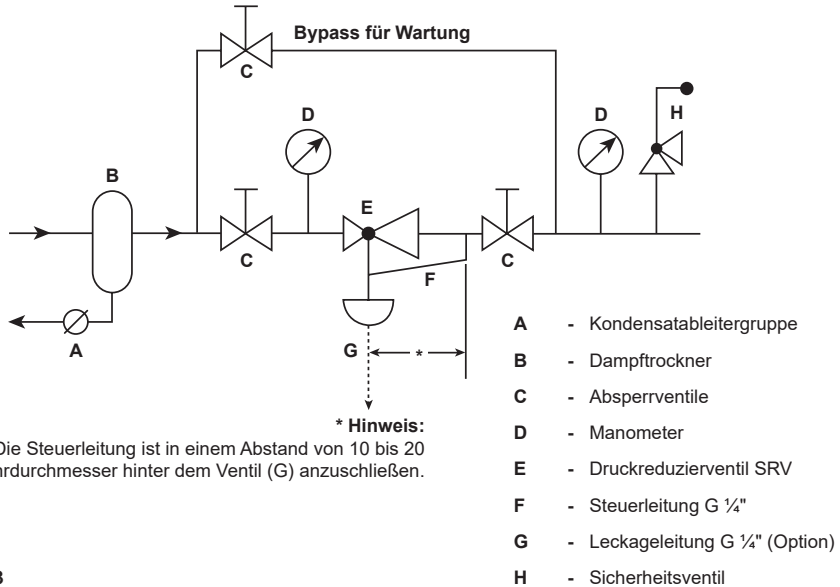 Bypass für Wartung
C
D
D
H
B
E
C
C
F
A
G
*
* Hinweis:
Die Steuerleitung ist in einem Abstand von 10 bis 20
hrdurchmesser hinter dem Ventil (G) anzuschließen.
A - Kondensatableitergruppe
B - Dampftrockner
C - Absperrventile
D - Manometer
E - Druckreduzierventil SRV
F - Steuerleitung G ¼"
G - Leckageleitung G ¼" (Option)
H - Sicherheitsventil